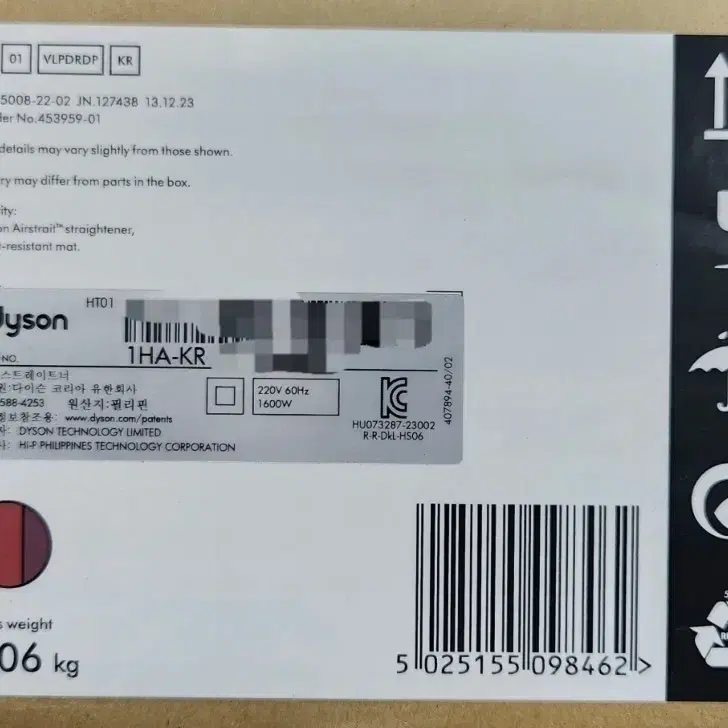 01 VLPDRDP KR
5008-22-02 JN.127438 13.12.23
der No.453959-01
details may vary slightly from those shown.
ry may differ from parts in the box.
ity:
on Airstrait™ straightener,
t-resistant mat.
HT01
dyson
NO.
1HA-KR
스트레이트너
원:다이슨 코리아 유한회사
588-4253 원산지:필리핀
정보참조용: www.dyson.com/patents
자: DYSON TECHNOLOGY LIMITED
사: HI-P PHILIPPINES TECHNOLOGY CORPORATION
220V 60Hz
1600W
HU073287-23002
R-R-DkL-HS06
407894-40/02
s weight
06 kg
5 025155 098462 >